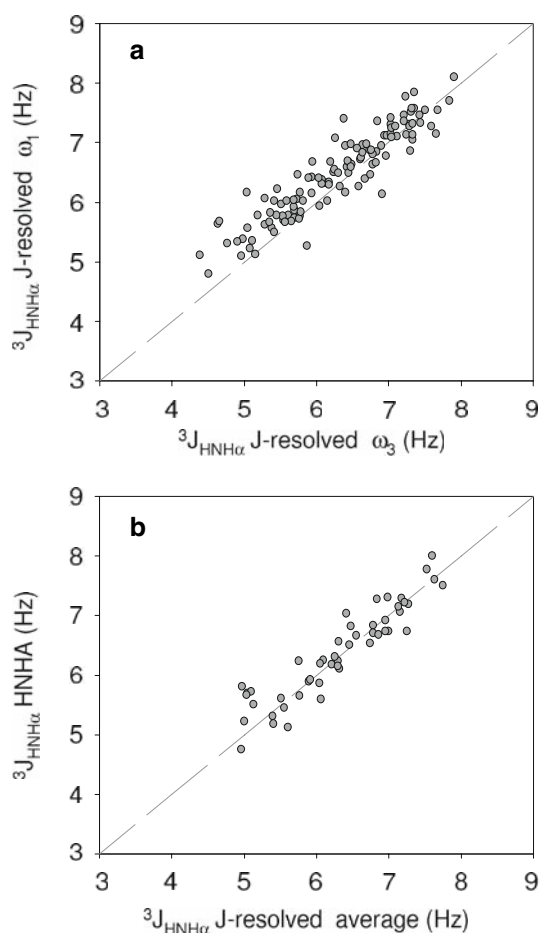 a
9
8
7
6
5
4
3
³J_HNHα J-resolved ω₁ (Hz)
3 4 5 6 7 8 9
³J_HNHα J-resolved ω₃ (Hz)
b
9
8
7
6
5
4
3
³J_HNHα HNHA (Hz)
3 4 5 6 7 8 9
³J_HNHα J-resolved average (Hz)